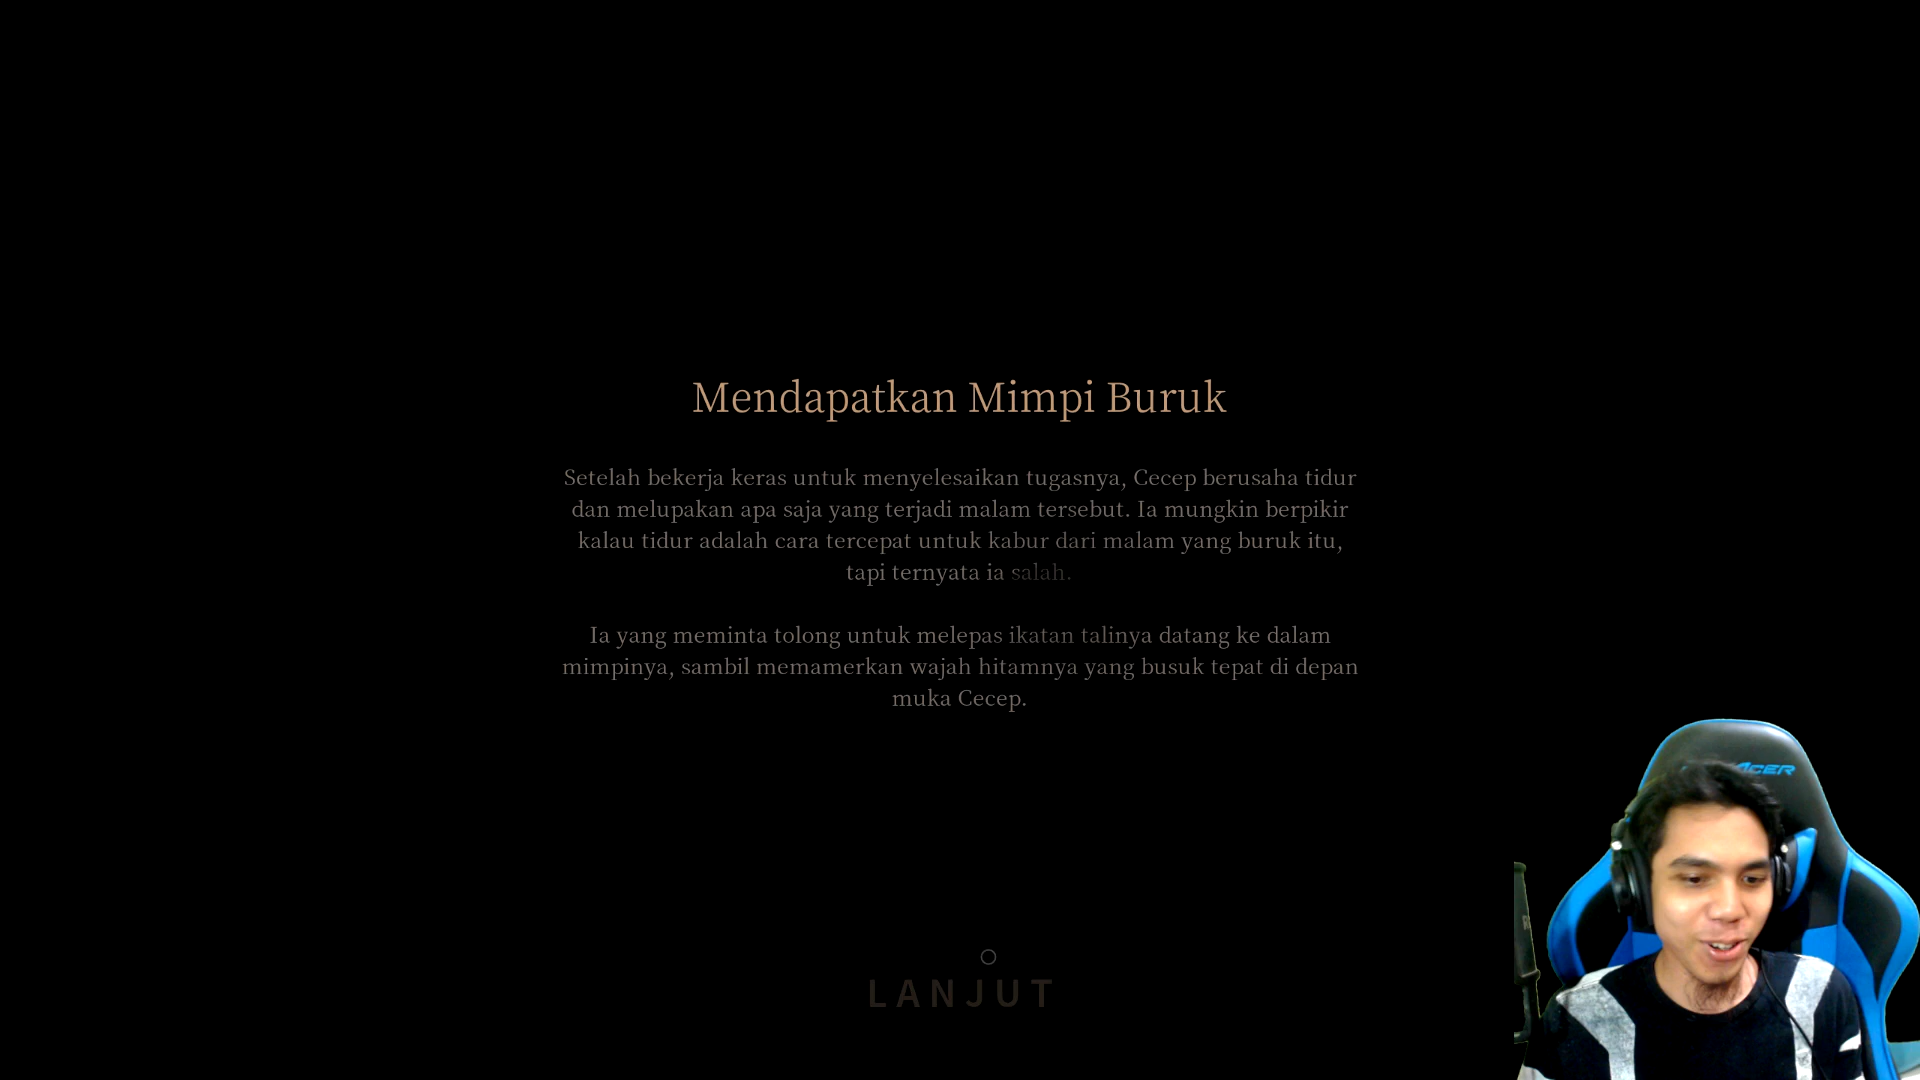 Mendapatkan Mimpi Buruk
Setelah bekerja keras untuk menyelesaikan tugasnya, Cecep berusaha tidur
dan melupakan apa saja yang terjadi malam tersebut. Ia mungkin berpikir
kalau tidur adalah cara tercepat untuk kabur dari malam yang buruk itu,
tapi ternyata ia salah.
Ia yang meminta tolong untuk melepas ikatan talinya datang ke dalam
mimpinya, sambil memamerkan wajah hitamnya yang busuk tepat di depan
muka Cecep.
LANJUT